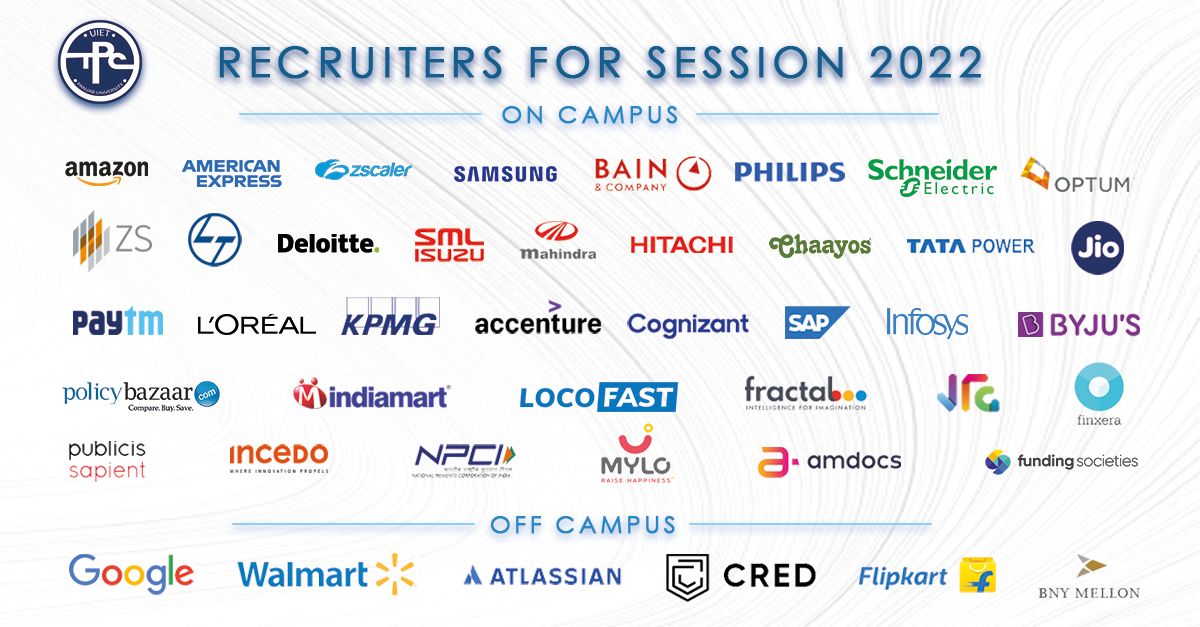 UIET
TPC
PANJAB UNIVERSITY
RECRUITERS FOR SESSION 2022
ON CAMPUS
amazon AMERICAN EXPRESS zscaler SAMSUNG BAIN & COMPANY PHILIPS Schneider Electric OPTUM
ZS LT Deloitte. SML ISUZU mahindra HITACHI Chaayos TATA POWER Jio
paytm L'ORÉAL KPMG accenture Cognizant SAP Infosys B BYJU'S
policybazaar.com Compare. Buy. Save. indiamart LOCOFAST fractal INTELLIGENCE FOR IMAGINATION finxera
publicis sapient INCEDO WHERE INNOVATION PROPELS NPCI भारतीय राष्ट्रीय भुगतान निगम NATIONAL PAYMENTS CORPORATION OF INDIA MYLO RAISE HAPPINESS a amdocs funding societies
OFF CAMPUS
Google Walmart ATLASSIAN CRED Flipkart f BNY MELLON